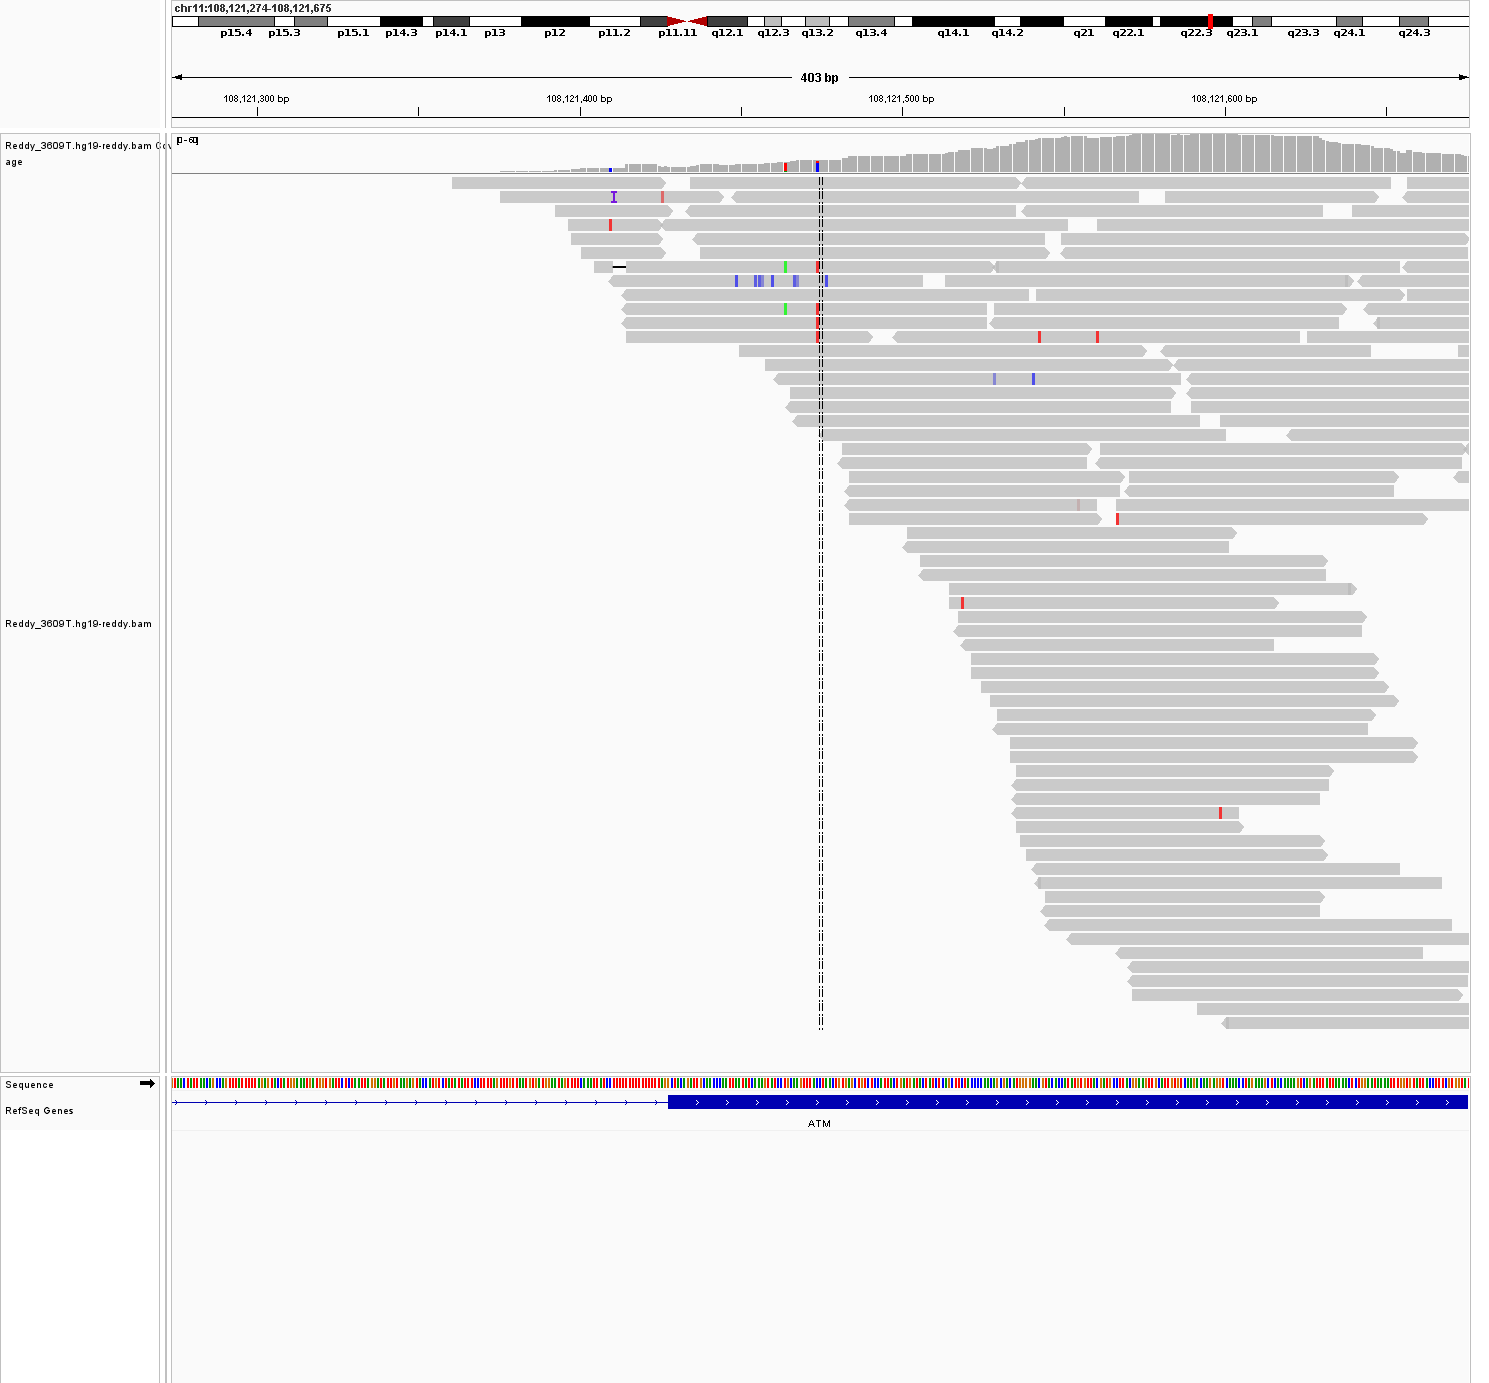 chr11:108,121,274-108,121,675
p15.4 p15.3 p15.1 p14.3 p14.1 p13 p12 p11.2 p11.11 q12.1 q12.3 q13.2 q13.4 q14.1 q14.2 q21 q22.1 q22.3 q23.1 q23.3 q24.1 q24.3
403 bp
108,121,300 bp 108,121,400 bp 108,121,500 bp 108,121,600 bp
Reddy_3609T.hg19-reddy.bam Cov
age
[0-60]
Reddy_3609T.hg19-reddy.bam
Sequence
RefSeq Genes
ATM